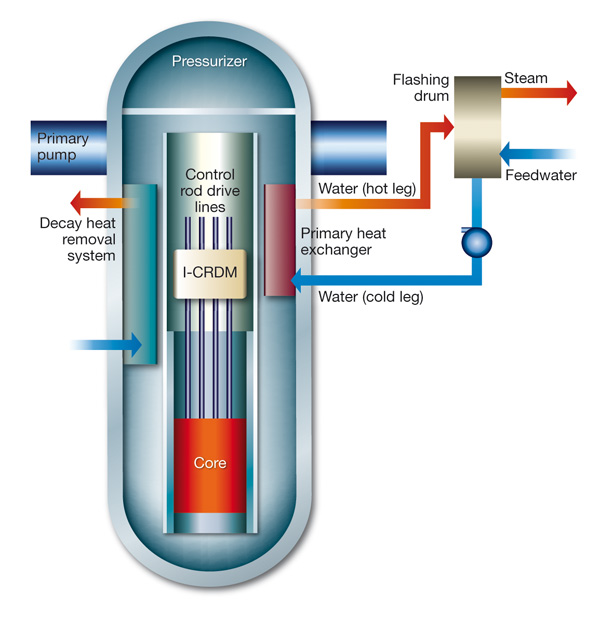 Pressurizer
Primary
pump
Control
rod drive
lines
Decay heat
removal
system
I-CRDM
Core
Flashing
drum
Steam
Feedwater
Water (hot leg)
Primary heat
exchanger
Water (cold leg)